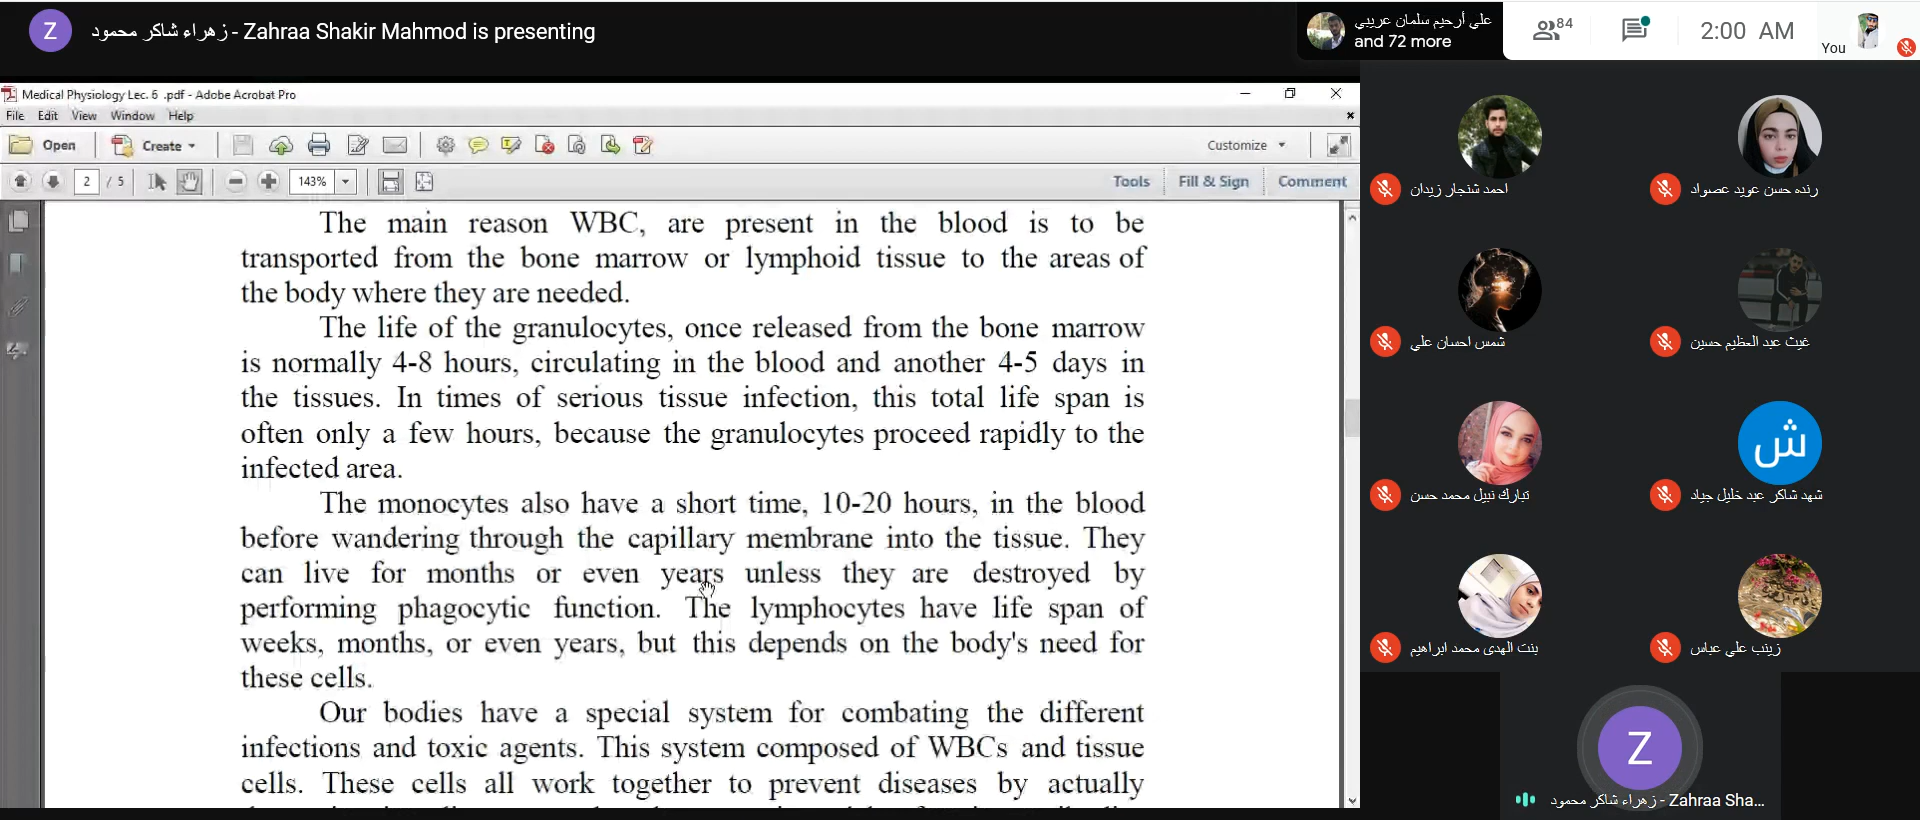 Z
زهراء شاكر محمود - Zahraa Shakir Mahmod is presenting
علي أرحيم سلمان عريبي
and 72 more
84
2:00 AM
You
Medical Physiology Lec. 6 .pdf - Adobe Acrobat Pro
File Edit View Window Help
Open Create Customize
2 / 5 143% Tools Fill & Sign Comment
The main reason WBC, are present in the blood is to be
transported from the bone marrow or lymphoid tissue to the areas of
the body where they are needed.
The life of the granulocytes, once released from the bone marrow
is normally 4-8 hours, circulating in the blood and another 4-5 days in
the tissues. In times of serious tissue infection, this total life span is
often only a few hours, because the granulocytes proceed rapidly to the
infected area.
The monocytes also have a short time, 10-20 hours, in the blood
before wandering through the capillary membrane into the tissue. They
can live for months or even years unless they are destroyed by
performing phagocytic function. The lymphocytes have life span of
weeks, months, or even years, but this depends on the body's need for
these cells.
Our bodies have a special system for combating the different
infections and toxic agents. This system composed of WBCs and tissue
cells. These cells all work together to prevent diseases by actually
احمد شنجار زيدان
رنده حسن عويد عصواد
شمس احسان علي
غيث عبد العظيم حسين
تبارك نبيل محمد حسن
ش
شهد شاكر عبد خليل جياد
بنت الهدى محمد ابراهيم
زينب علي عباس
Z
زهراء شاكر محمود - Zahraa Sha...